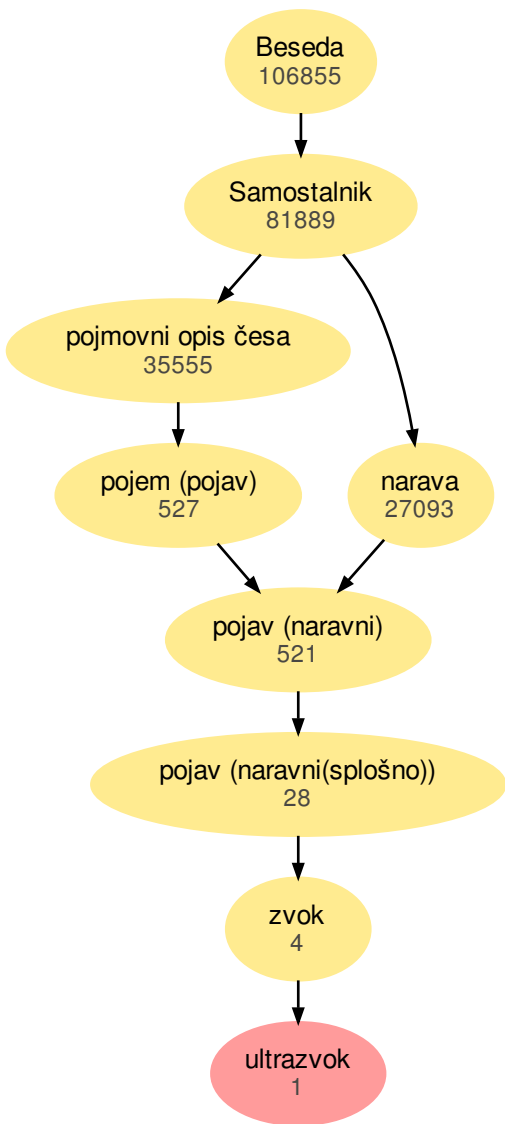 Beseda
106855
Samostalnik
81889
pojmovni opis česa
35555
pojem (pojav)
527
narava
27093
pojav (naravni)
521
pojav (naravni(splošno))
28
zvok
4
ultrazvok
1